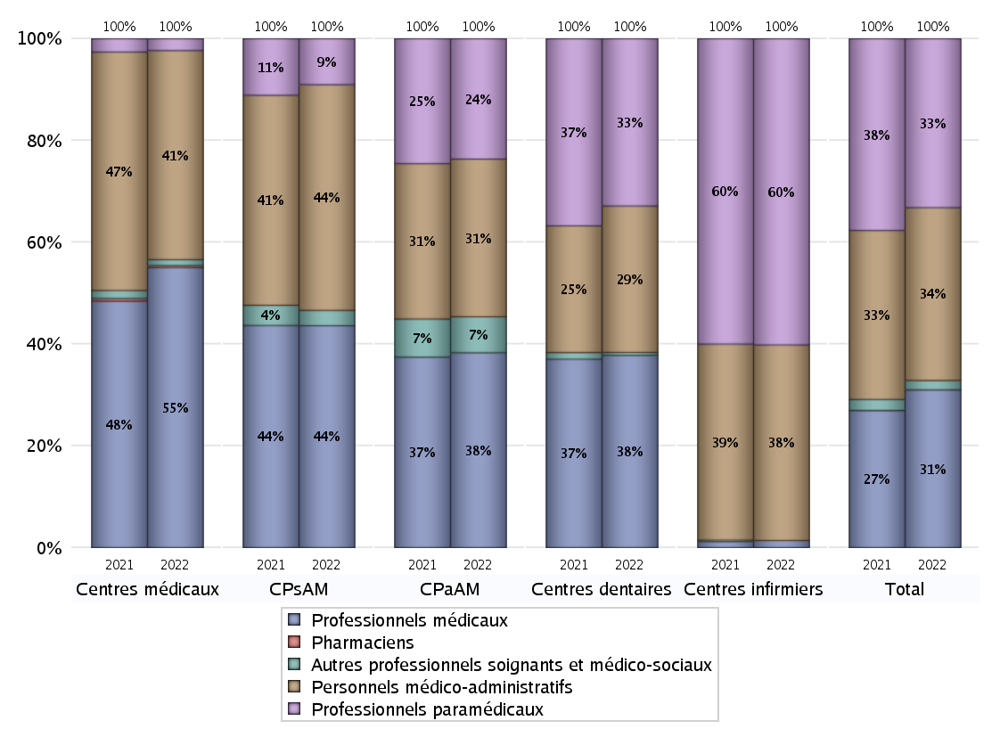 100% 100% 100% 100% 100% 100% 100% 100% 100% 100% 100% 100%
100%
80%
60%
40%
20%
0%
47% 48%
41% 55%
11% 41% 4% 44%
9% 44% 44%
25% 31% 7% 37%
24% 31% 7% 38%
37% 25% 37%
33% 29% 38%
60% 39%
60% 38%
38% 33% 27%
33% 34% 31%
2021 2022 2021 2022 2021 2022 2021 2022 2021 2022 2021 2022
Centres médicaux CPsAM CPaAM Centres dentaires Centres infirmiers Total
Professionnels médicaux
Pharmaciens
Autres professionnels soignants et médico-sociaux
Personnels médico-administratifs
Professionnels paramédicaux